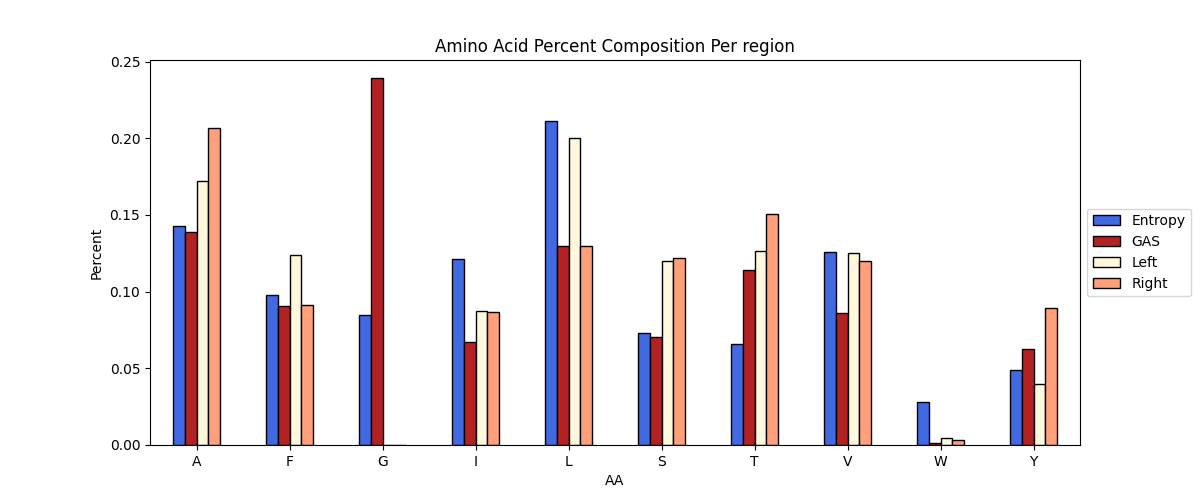 Amino Acid Percent Composition Per region
0.25
0.20
0.15
0.10
0.05
0.00
Percent
A F G I L S T V W Y
AA
Entropy
GAS
Left
Right